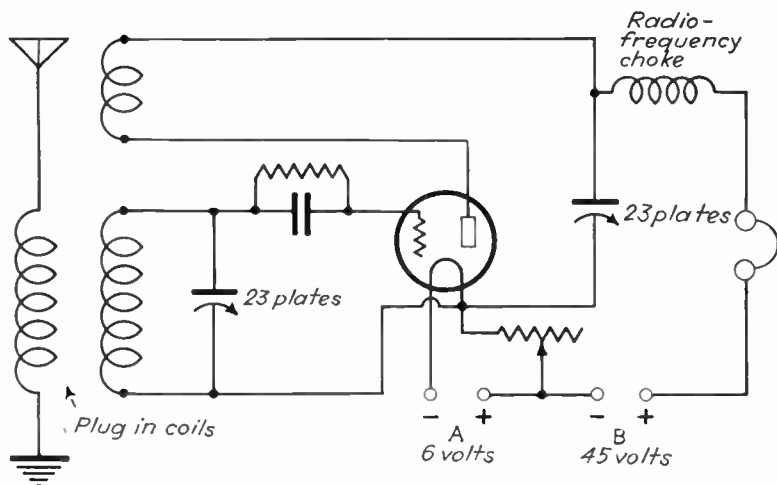 Radio-
frequency
choke
23 plates
23 plates
Plug in coils
- + - +
A B
6 volts 45 volts